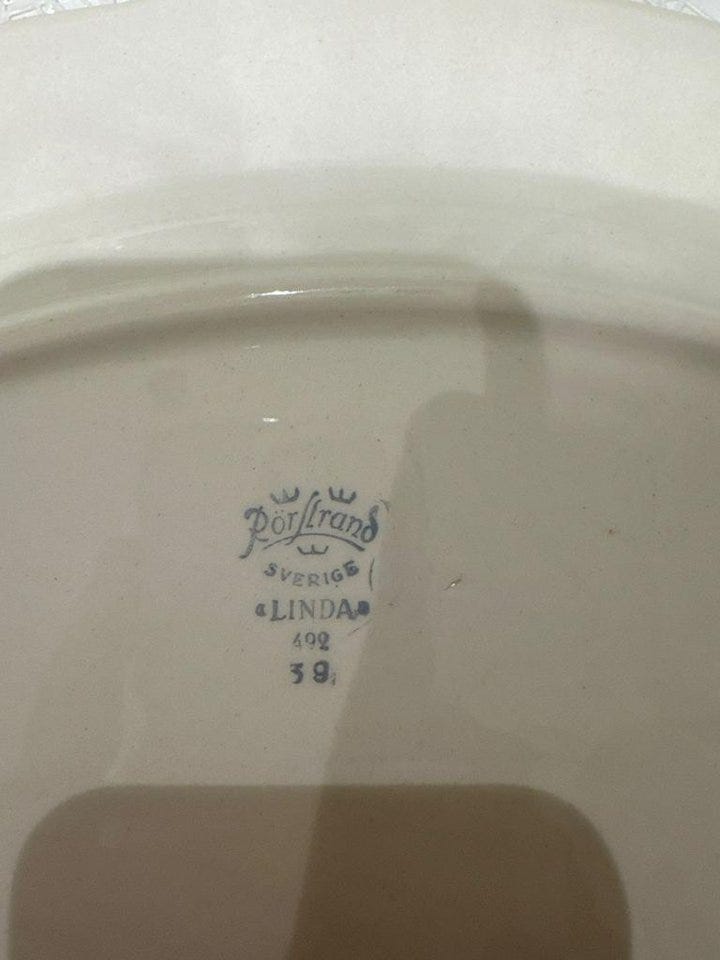 Rörstrand
SVERIGE
«LINDA»
492
39